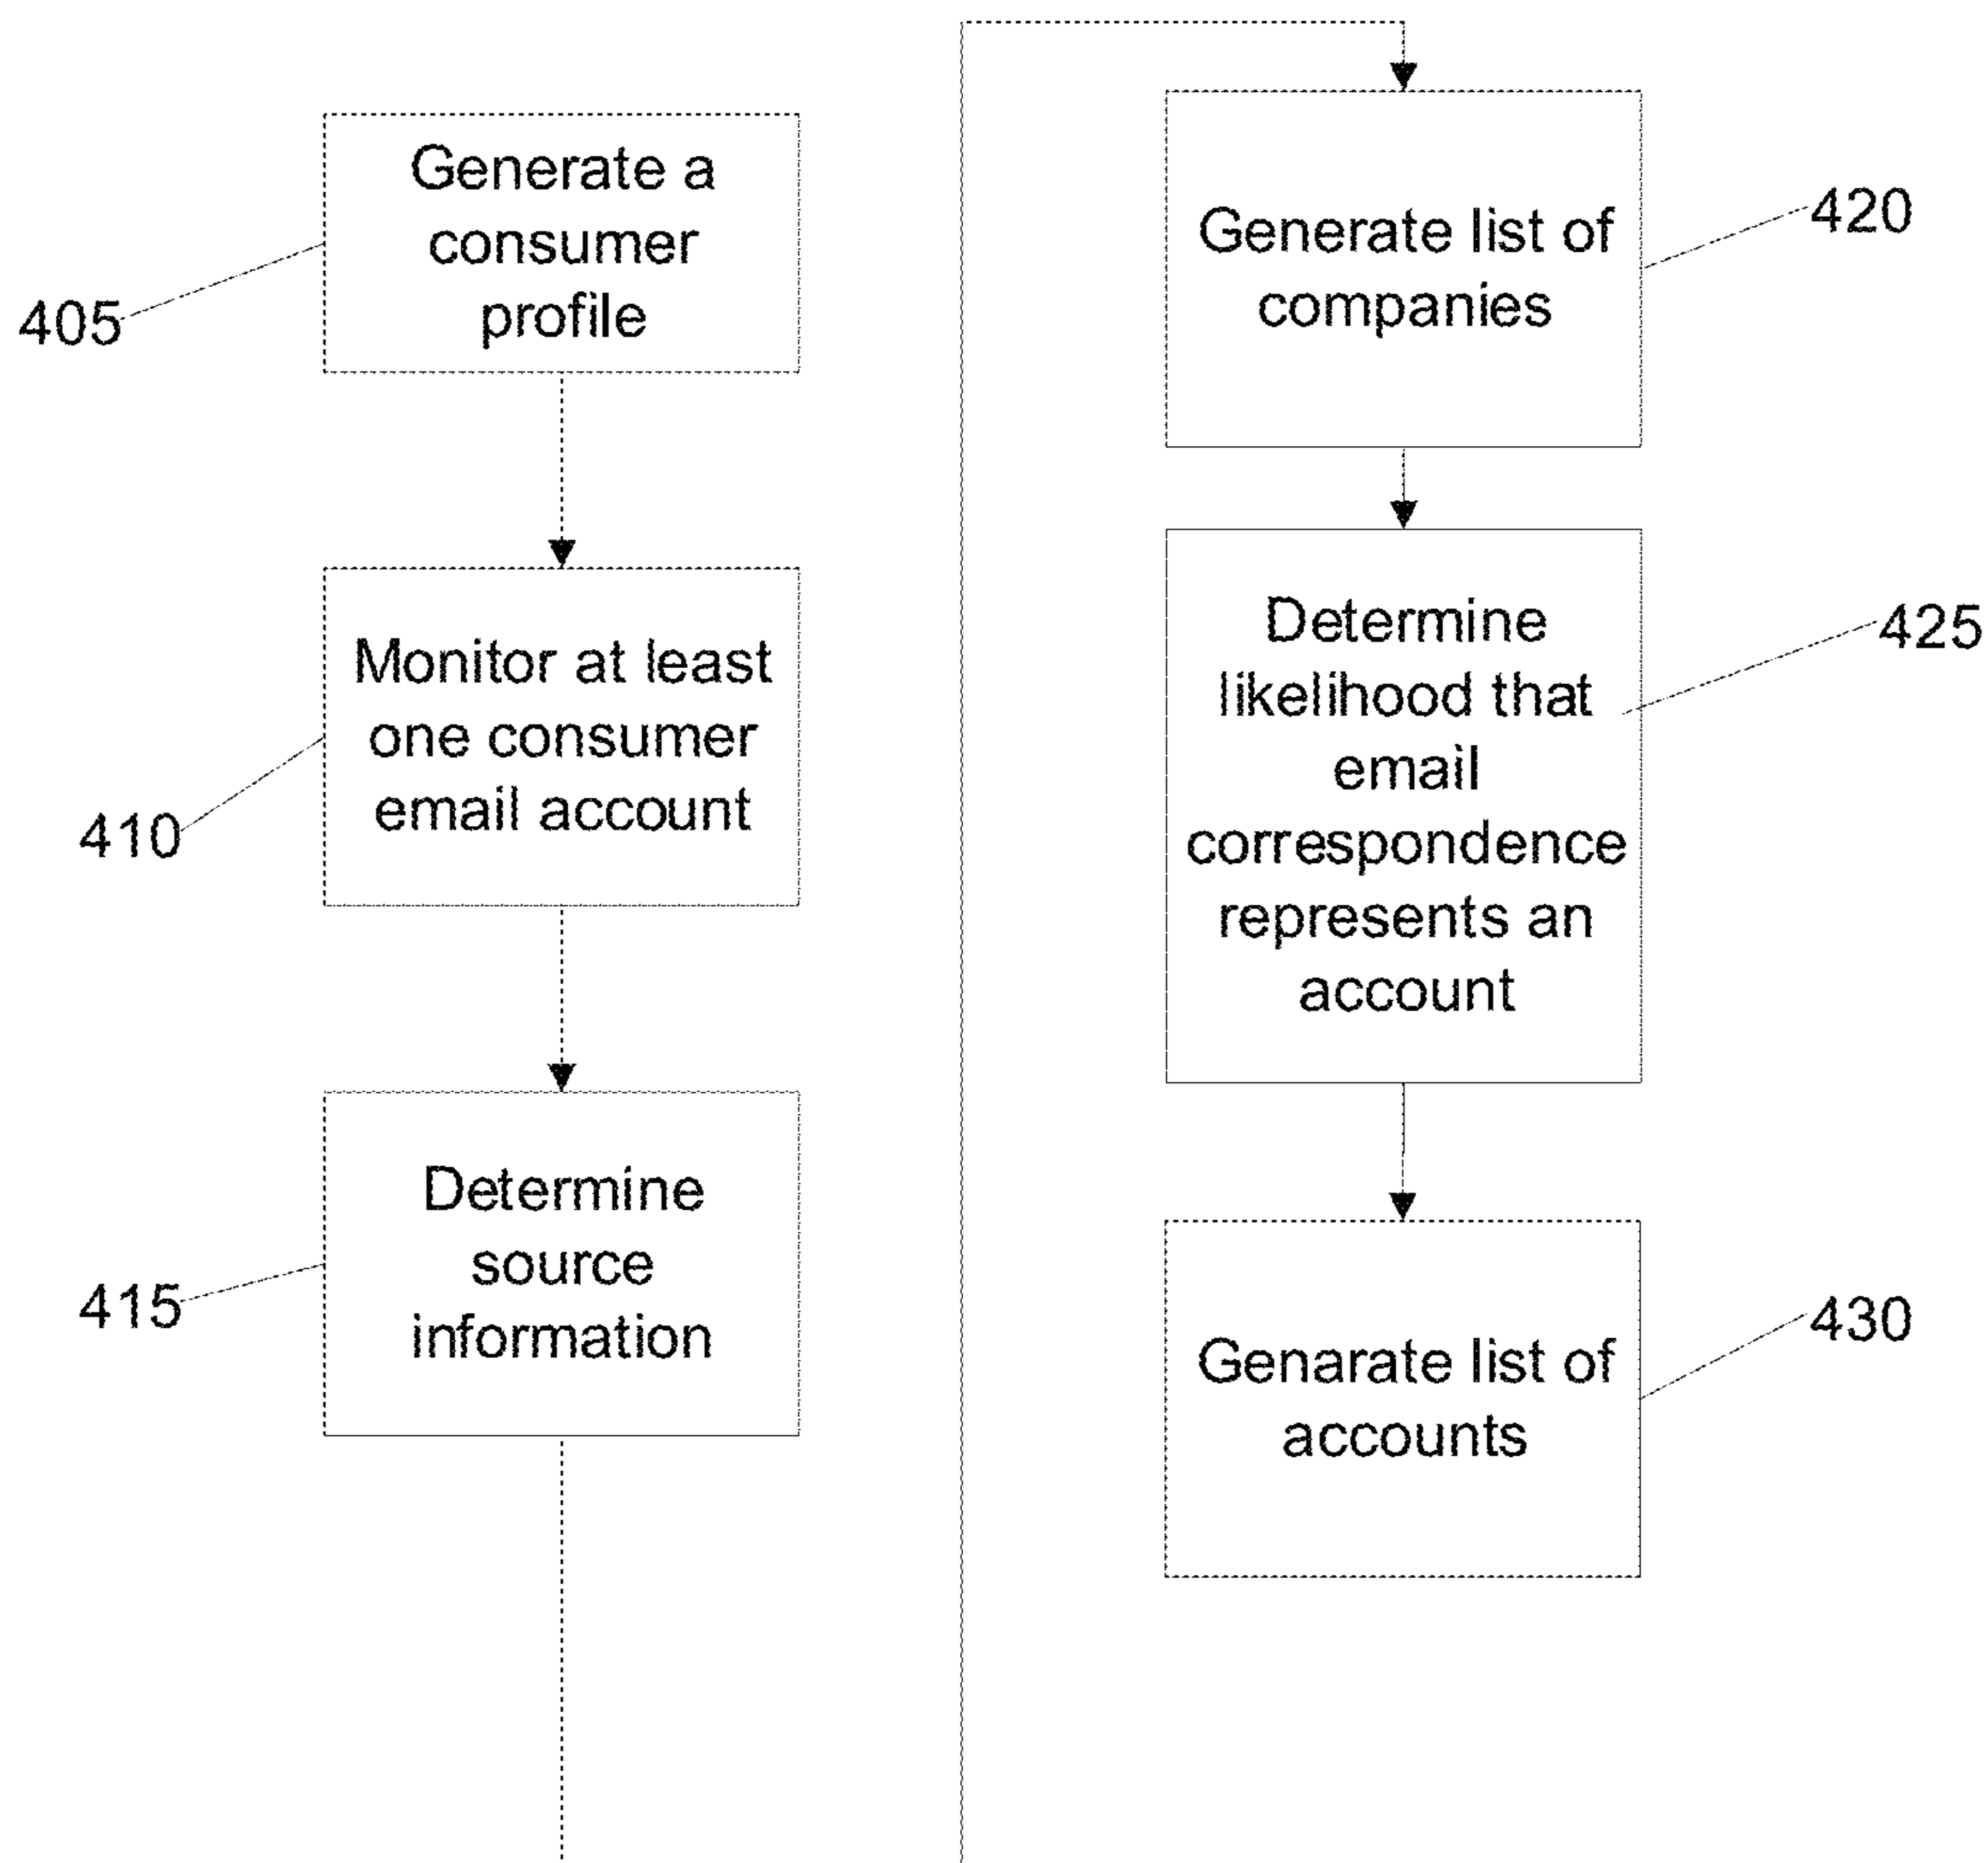 Generate a
consumer
profile
405
Monitor at least
one consumer
email account
410
Determine
source
information
415
Generate list of
companies
420
Determine
likelihood that
email
correspondence
represents an
account
425
Genarate list of
accounts
430